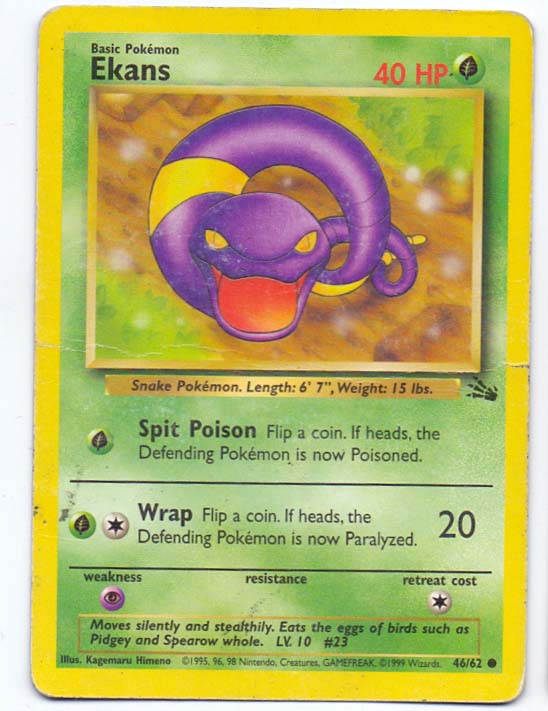 Basic Pokémon
Ekans
40 HP
Snake Pokémon. Length: 6' 7", Weight: 15 lbs.
Spit Poison Flip a coin. If heads, the
Defending Pokémon is now Poisoned.
Wrap Flip a coin. If heads, the
Defending Pokémon is now Paralyzed.
20
weakness resistance retreat cost
Moves silently and stealthily. Eats the eggs of birds such as
Pidgey and Spearow whole. LV. 10 #23
Illus. Kagemaru Himeno ©1995, 96, 98 Nintendo, Creatures, GAMEFREAK. ©1999 Wizards. 46/62